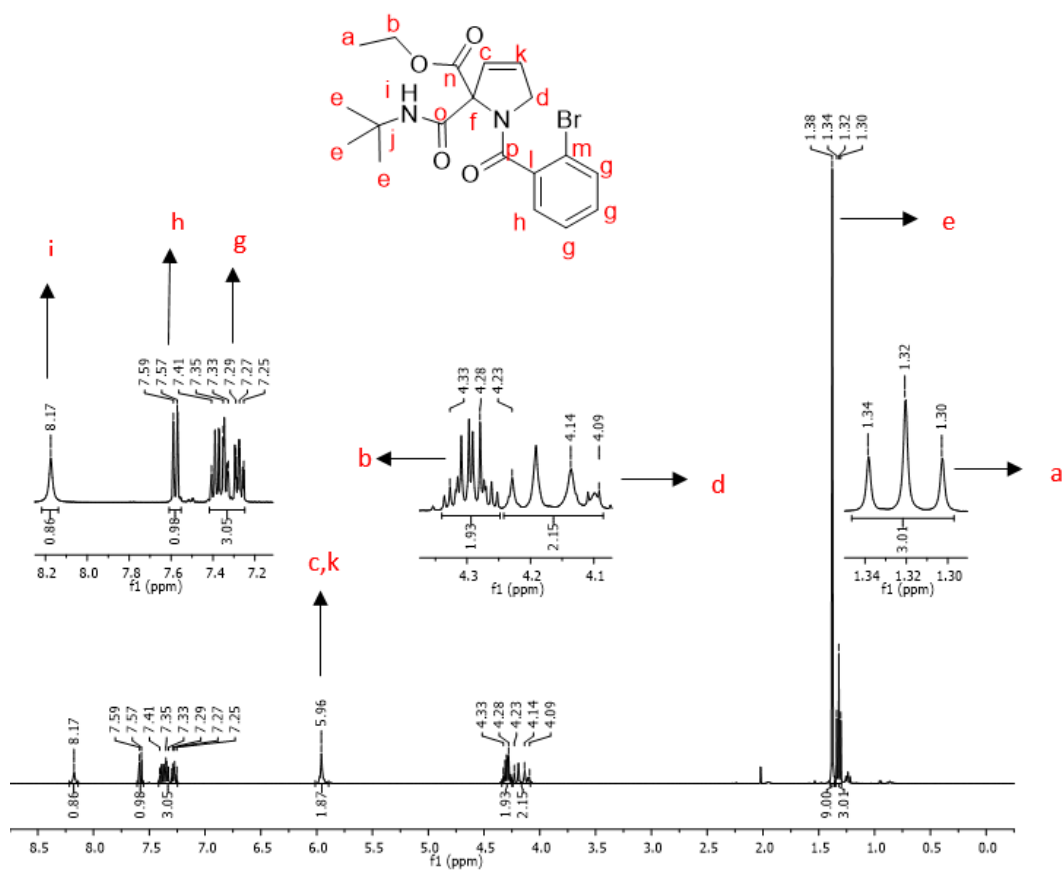 a
b
O
O
n
c
k
d
i
H
N
o
O
f
N
j
e
e
e
p
O
l
Br
m
g
g
g
h
1.38
1.34
1.32
1.30
e
i
h
g
8.17
7.59
7.57
7.41
7.35
7.33
7.29
7.27
7.25
0.86
0.98
3.05
8.2 8.0 7.8 7.6 7.4 7.2
f1 (ppm)
4.33
4.28
4.23
4.14
4.09
b
d
1.93
2.15
4.3 4.2 4.1
f1 (ppm)
1.34
1.32
1.30
a
3.01
1.34 1.32 1.30
f1 (ppm)
c,k
8.17
7.59
7.57
7.41
7.35
7.33
7.29
7.27
7.25
5.96
4.33
4.28
4.23
4.14
4.09
0.86
0.98
3.05
1.87
1.93
2.15
9.00
3.01
8.5 8.0 7.5 7.0 6.5 6.0 5.5 5.0 4.5 4.0 3.5 3.0 2.5 2.0 1.5 1.0 0.5 0.0
f1 (ppm)